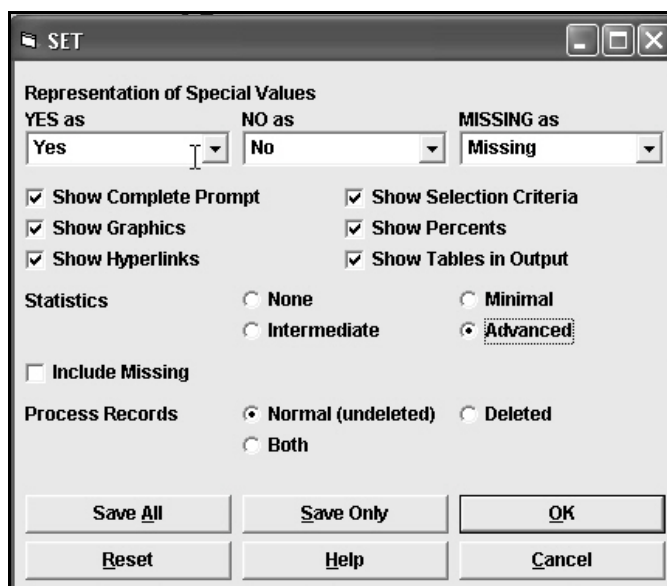 SET
Representation of Special Values
YES as NO as MISSING as
Yes No Missing
Show Complete Prompt Show Selection Criteria
Show Graphics Show Percents
Show Hyperlinks Show Tables in Output
Statistics None Minimal
Intermediate Advanced
Include Missing
Process Records Normal (undeleted) Deleted
Both
Save All Save Only OK
Reset Help Cancel